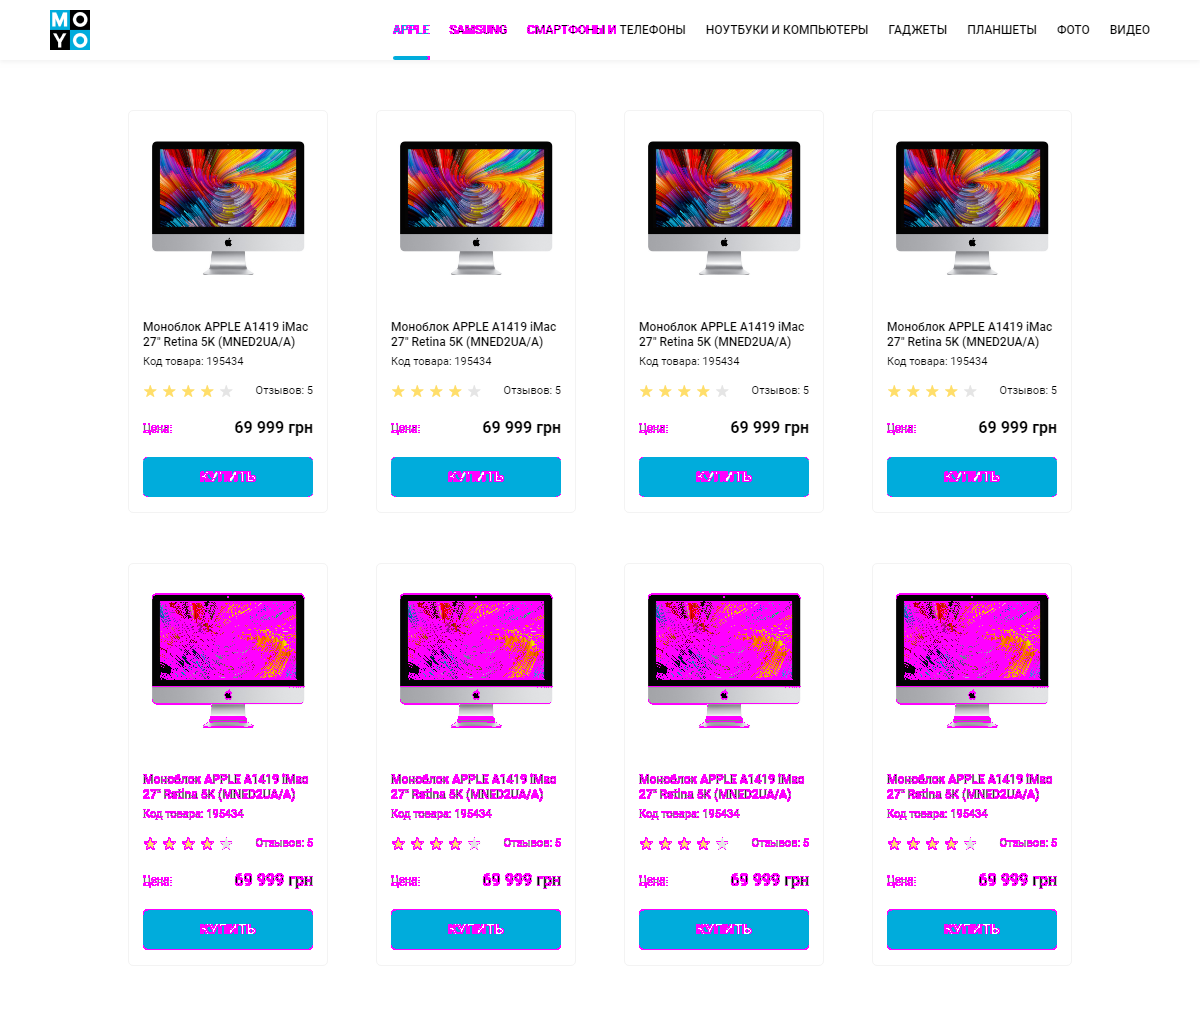 MO
YO
APPLE SAMSUNG СМАРТФОНЫ И ТЕЛЕФОНЫ НОУТБУКИ И КОМПЬЮТЕРЫ ГАДЖЕТЫ ПЛАНШЕТЫ ФОТО ВИДЕО
Моноблок APPLE A1419 iMac Моноблок APPLE A1419 iMac Моноблок APPLE A1419 iMac Моноблок APPLE A1419 iMac
27" Retina 5K (MNED2UA/A) 27" Retina 5K (MNED2UA/A) 27" Retina 5K (MNED2UA/A) 27" Retina 5K (MNED2UA/A)
Код товара: 195434 Код товара: 195434 Код товара: 195434 Код товара: 195434
Отзывов: 5 Отзывов: 5 Отзывов: 5 Отзывов: 5
Цена: 69 999 грн Цена: 69 999 грн Цена: 69 999 грн Цена: 69 999 грн
КУПИТЬ КУПИТЬ КУПИТЬ КУПИТЬ
Моноблок APPLE A1419 iMac Моноблок APPLE A1419 iMac Моноблок APPLE A1419 iMac Моноблок APPLE A1419 iMac
27" Retina 5K (MNED2UA/A) 27" Retina 5K (MNED2UA/A) 27" Retina 5K (MNED2UA/A) 27" Retina 5K (MNED2UA/A)
Код товара: 195434 Код товара: 195434 Код товара: 195434 Код товара: 195434
Отзывов: 5 Отзывов: 5 Отзывов: 5 Отзывов: 5
Цена: 69 999 грн Цена: 69 999 грн Цена: 69 999 грн Цена: 69 999 грн
КУПИТЬ КУПИТЬ КУПИТЬ КУПИТЬ